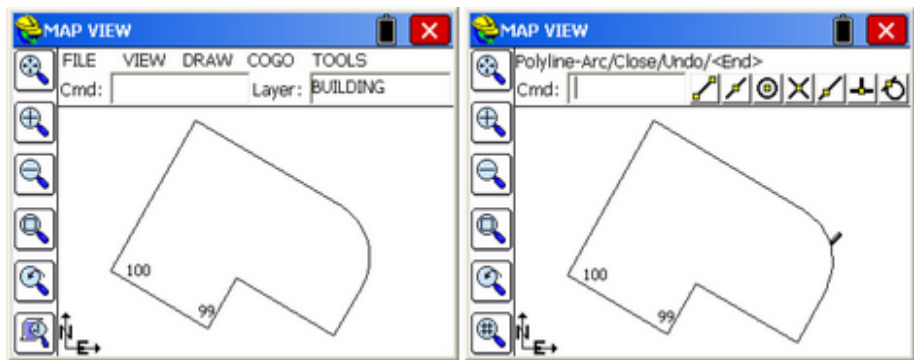 MAP VIEW
FILE VIEW DRAW COGO TOOLS
Cmd: Layer: BUILDING
100
99
N
E
MAP VIEW
Polyline-Arc/Close/Undo/<End>
Cmd:
100
99
N
E